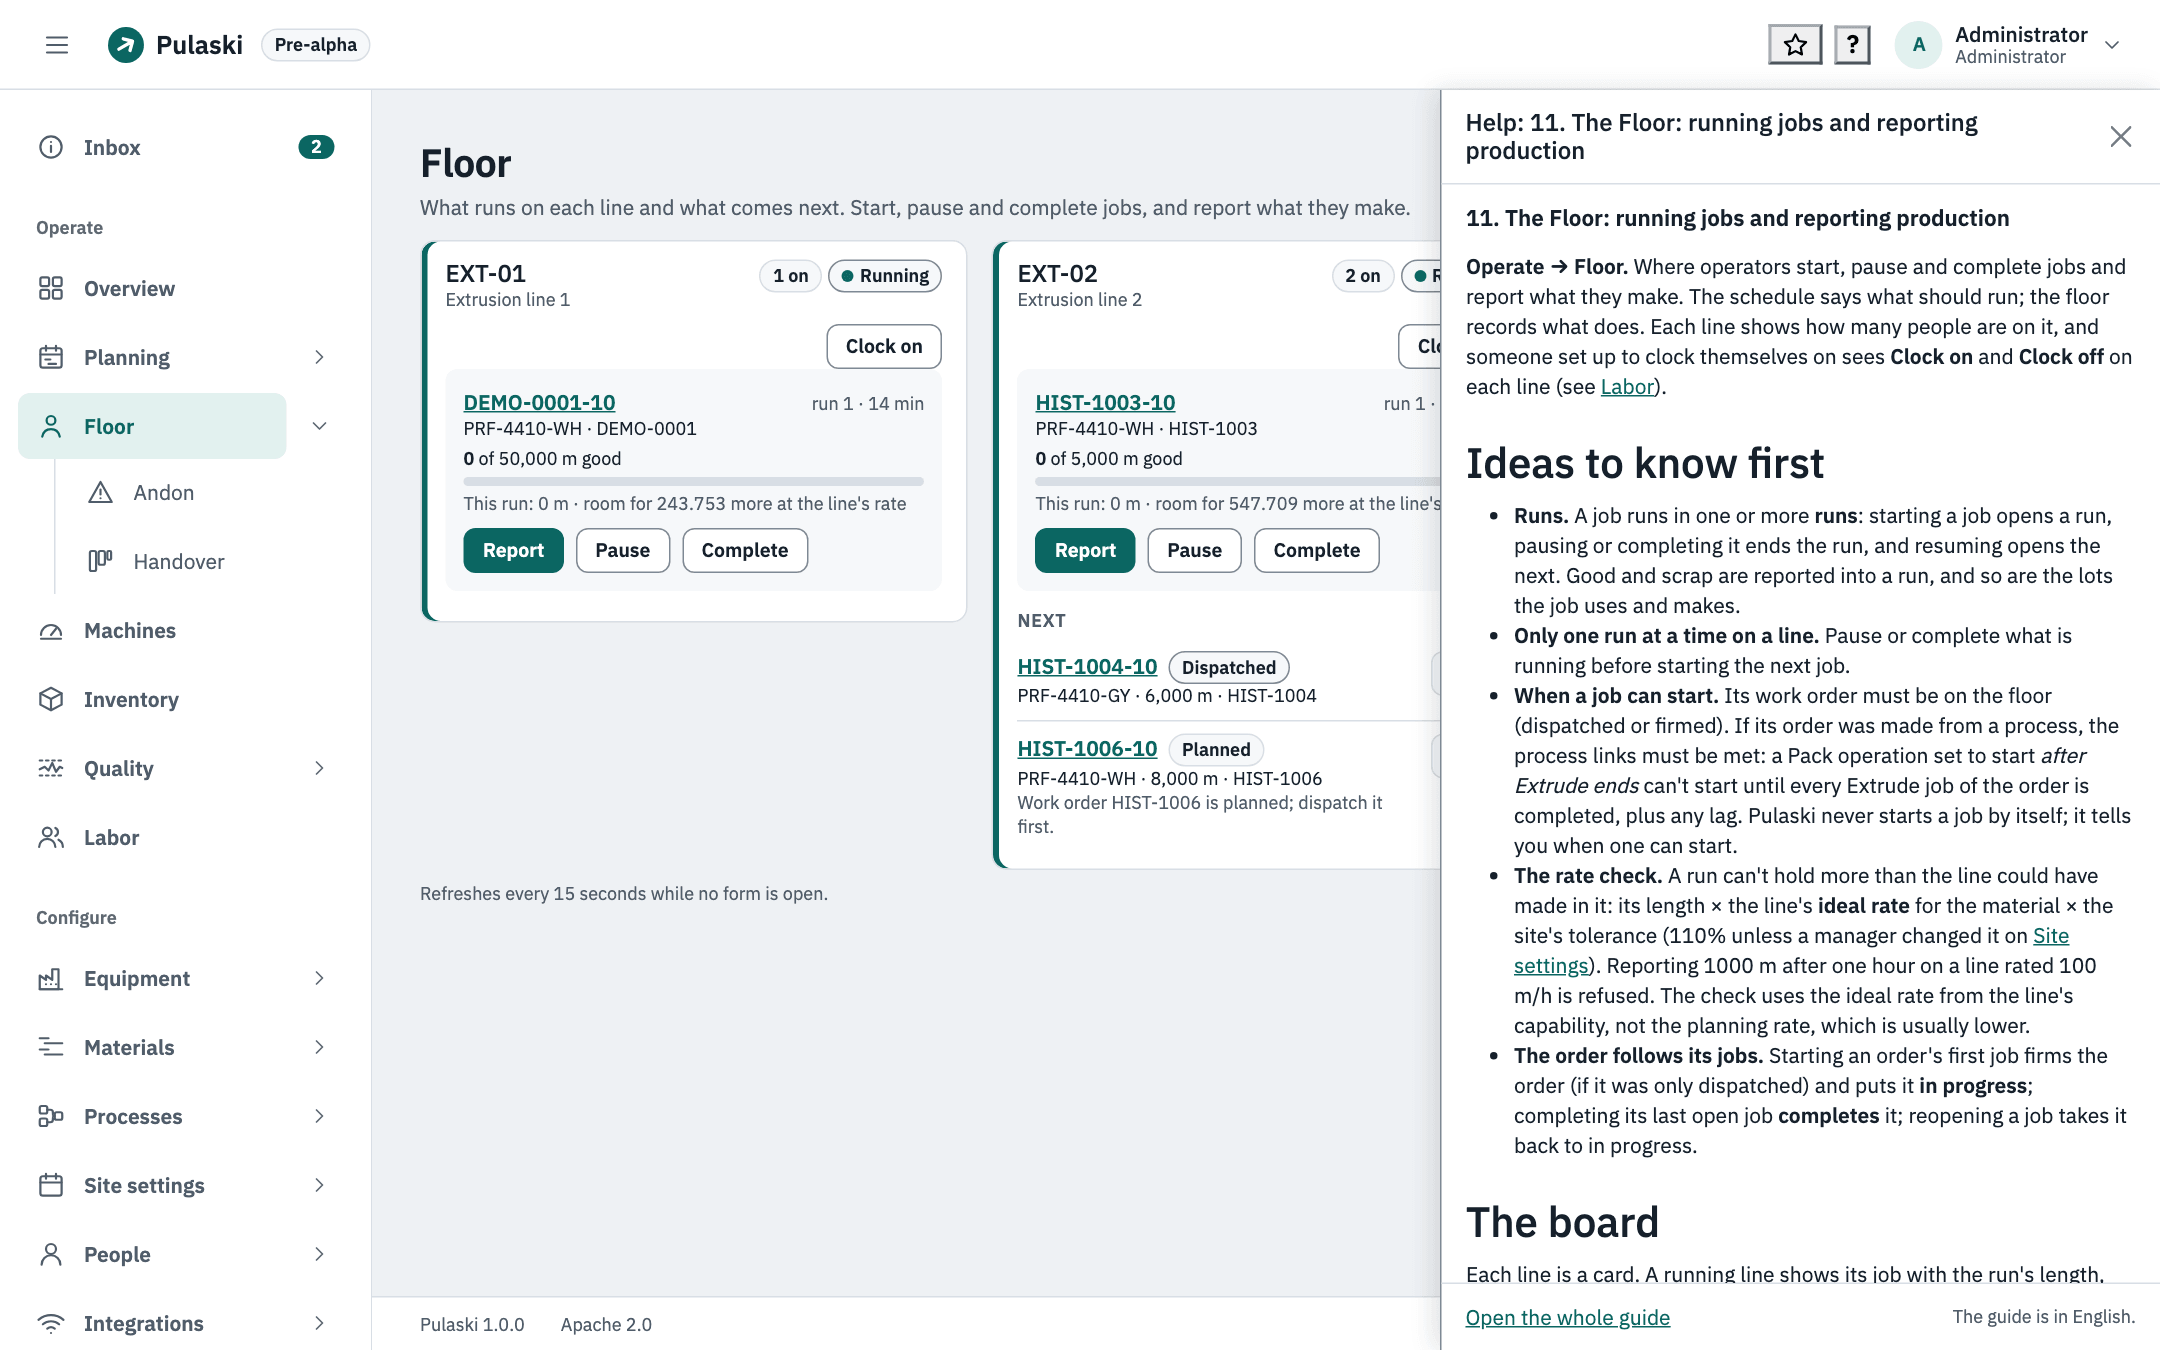 Pulaski
Pre-alpha
?
A
Administrator
Administrator
Inbox
2
Operate
Overview
Planning
Floor
Andon
Handover
Machines
Inventory
Quality
Labor
Configure
Equipment
Materials
Processes
Site settings
People
Integrations
Floor
What runs on each line and what comes next. Start, pause and complete jobs, and report what they make.
EXT-01
1 on
Running
Extrusion line 1
Clock on
DEMO-0001-10
run 1 · 14 min
PRF-4410-WH · DEMO-0001
0 of 50,000 m good
This run: 0 m · room for 243.753 more at the line's rate
Report
Pause
Complete
EXT-02
2 on
Extrusion line 2
HIST-1003-10
run 1 ·
PRF-4410-WH · HIST-1003
0 of 5,000 m good
This run: 0 m · room for 547.709 more at the line's
Report
Pause
Complete
NEXT
HIST-1004-10
Dispatched
PRF-4410-GY · 6,000 m · HIST-1004
HIST-1006-10
Planned
PRF-4410-WH · 8,000 m · HIST-1006
Work order HIST-1006 is planned; dispatch it
first.
Refreshes every 15 seconds while no form is open.
Pulaski 1.0.0
Apache 2.0
Help: 11. The Floor: running jobs and reporting
production
11. The Floor: running jobs and reporting production
Operate → Floor. Where operators start, pause and complete jobs and
report what they make. The schedule says what should run; the floor
records what does. Each line shows how many people are on it, and
someone set up to clock themselves on sees Clock on and Clock off on
each line (see Labor).
Ideas to know first
• Runs. A job runs in one or more runs: starting a job opens a run,
pausing or completing it ends the run, and resuming opens the
next. Good and scrap are reported into a run, and so are the lots
the job uses and makes.
• Only one run at a time on a line. Pause or complete what is
running before starting the next job.
• When a job can start. Its work order must be on the floor
(dispatched or firmed). If its order was made from a process, the
process links must be met: a Pack operation set to start after
Extrude ends can't start until every Extrude job of the order is
completed, plus any lag. Pulaski never starts a job by itself; it tells
you when one can start.
• The rate check. A run can't hold more than the line could have
made in it: its length × the line's ideal rate for the material × the
site's tolerance (110% unless a manager changed it on Site
settings). Reporting 1000 m after one hour on a line rated 100
m/h is refused. The check uses the ideal rate from the line's
capability, not the planning rate, which is usually lower.
• The order follows its jobs. Starting an order's first job firms the
order (if it was only dispatched) and puts it in progress;
completing its last open job completes it; reopening a job takes it
back to in progress.
The board
Each line is a card. A running line shows its job with the run's length,
Open the whole guide
The guide is in English.